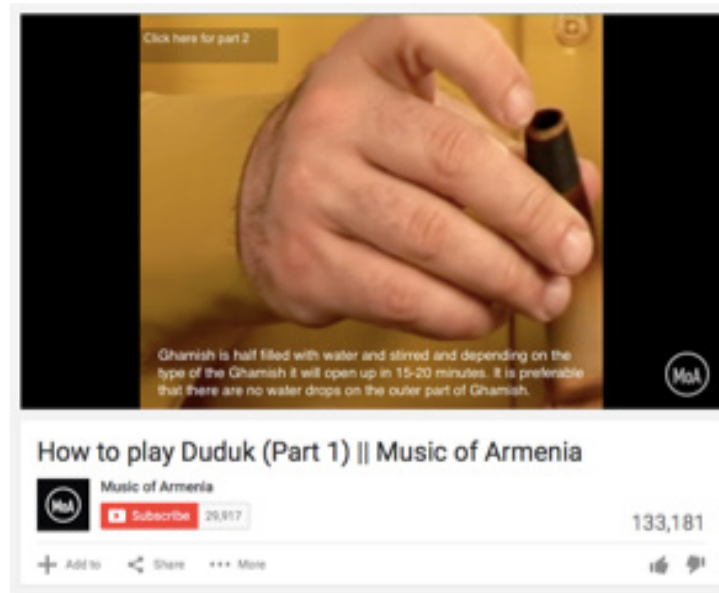 Click here for part 2
Ghamish is half filled with water and stirred and depending on the
type of the Ghamish it will open up in 15-20 minutes. It is preferable
that there are no water drops on the outer part of Ghamish.
MoA
How to play Duduk (Part 1) || Music of Armenia
MoA
Music of Armenia
Subscribe 29,917
133,181
Add to Share More